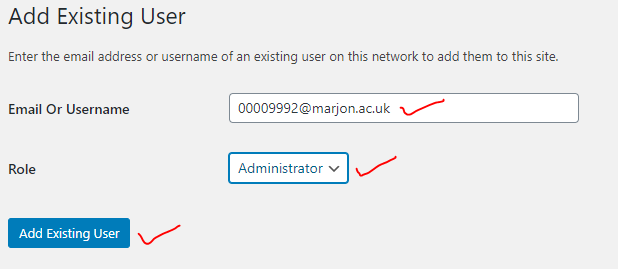 Add Existing User
Enter the email address or username of an existing user on this network to add them to this site.
Email Or Username 00009992@marjon.ac.uk
Role Administrator
Add Existing User